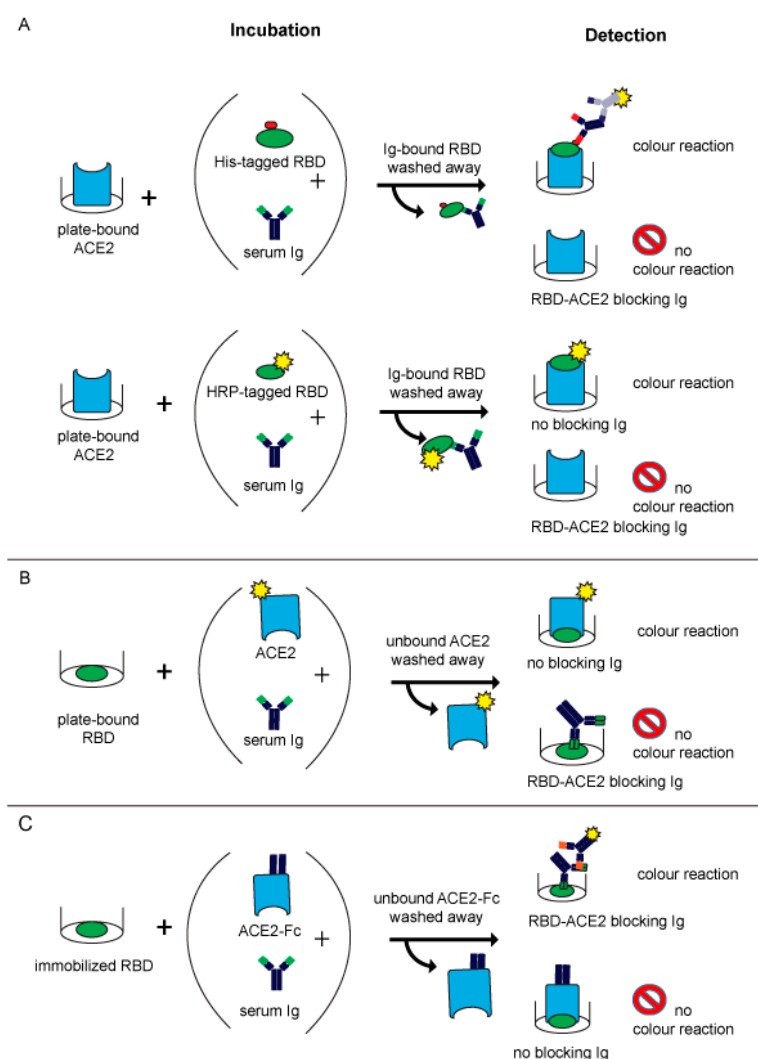 A
Incubation
Detection
His-tagged RBD
+
serum Ig
+
plate-bound
ACE2
Ig-bound RBD
washed away
colour reaction
no
colour reaction
RBD-ACE2 blocking Ig
HRP-tagged RBD
+
serum Ig
+
plate-bound
ACE2
Ig-bound RBD
washed away
colour reaction
no blocking Ig
no
colour reaction
RBD-ACE2 blocking Ig
B
ACE2
+
serum Ig
+
plate-bound
RBD
unbound ACE2
washed away
colour reaction
no blocking Ig
no
colour reaction
RBD-ACE2 blocking Ig
C
ACE2-Fc
+
serum Ig
+
immobilized RBD
unbound ACE2-Fc
washed away
colour reaction
RBD-ACE2 blocking Ig
no
colour reaction
no blocking Ig